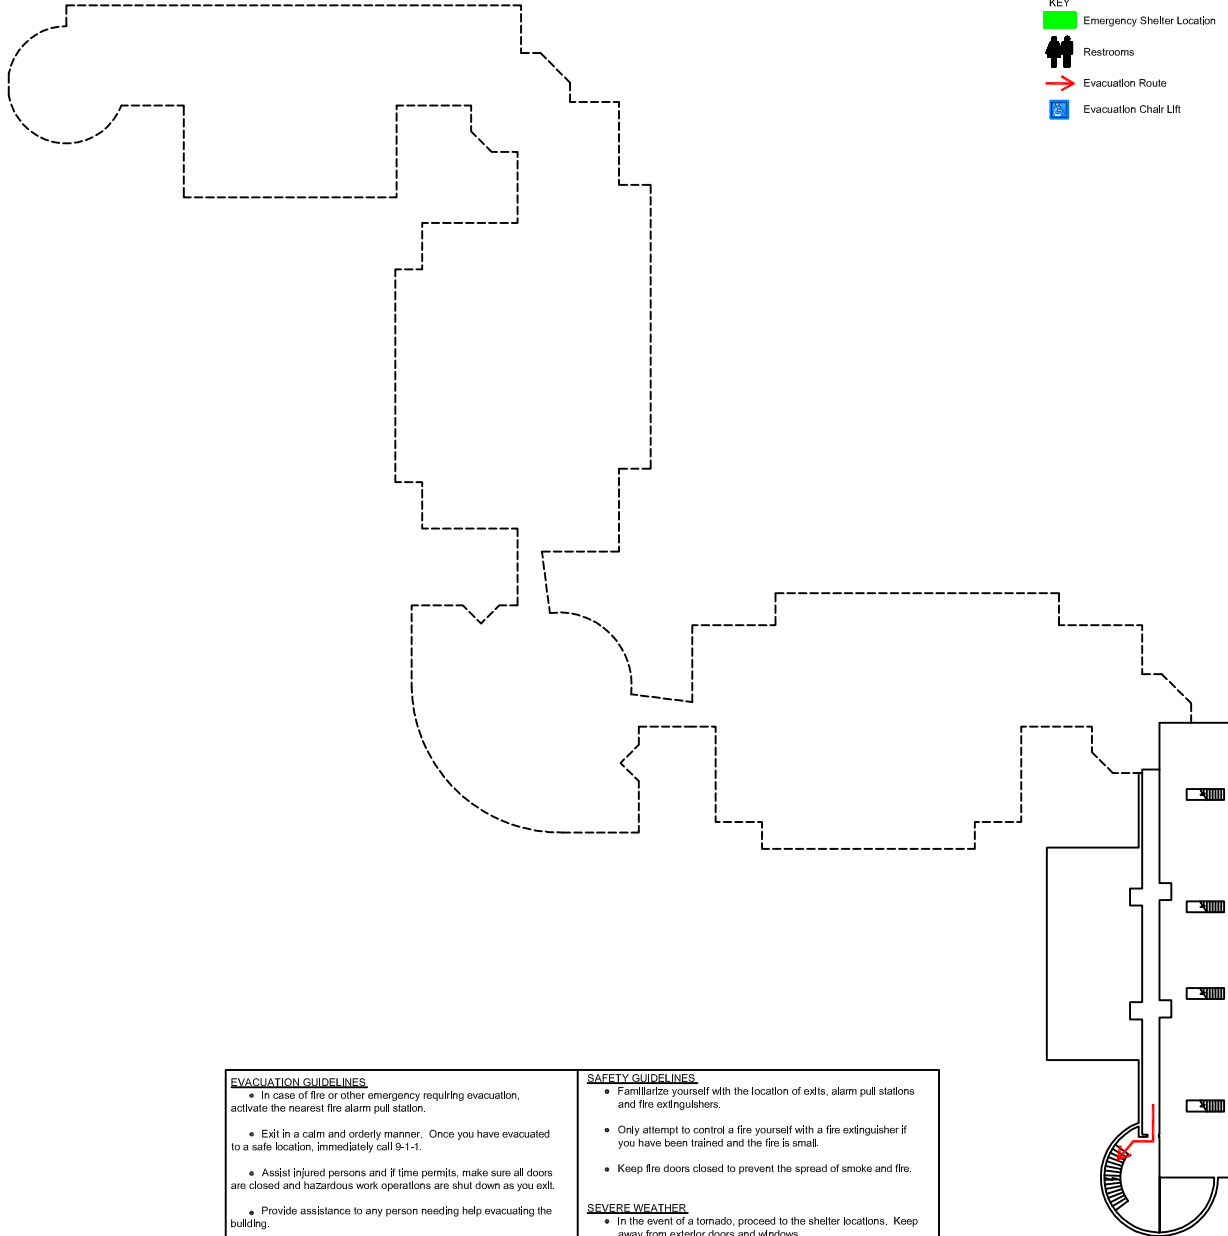 KEY
Emergency Shelter Location
Restrooms
Evacuation Route
Evacuation Chair Lift
EVACUATION GUIDELINES
• In case of fire or other emergency requiring evacuation,
activate the nearest fire alarm pull station.
• Exit in a calm and orderly manner. Once you have evacuated
to a safe location, immediately call 9-1-1.
• Assist injured persons and if time permits, make sure all doors
are closed and hazardous work operations are shut down as you exit.
• Provide assistance to any person needing help evacuating the
building.
SAFETY GUIDELINES
• Familiarize yourself with the location of exits, alarm pull stations
and fire extinguishers.
• Only attempt to control a fire yourself with a fire extinguisher if
you have been trained and the fire is small.
• Keep fire doors closed to prevent the spread of smoke and fire.
SEVERE WEATHER
• In the event of a tornado, proceed to the shelter locations. Keep
away from exterior doors and windows.